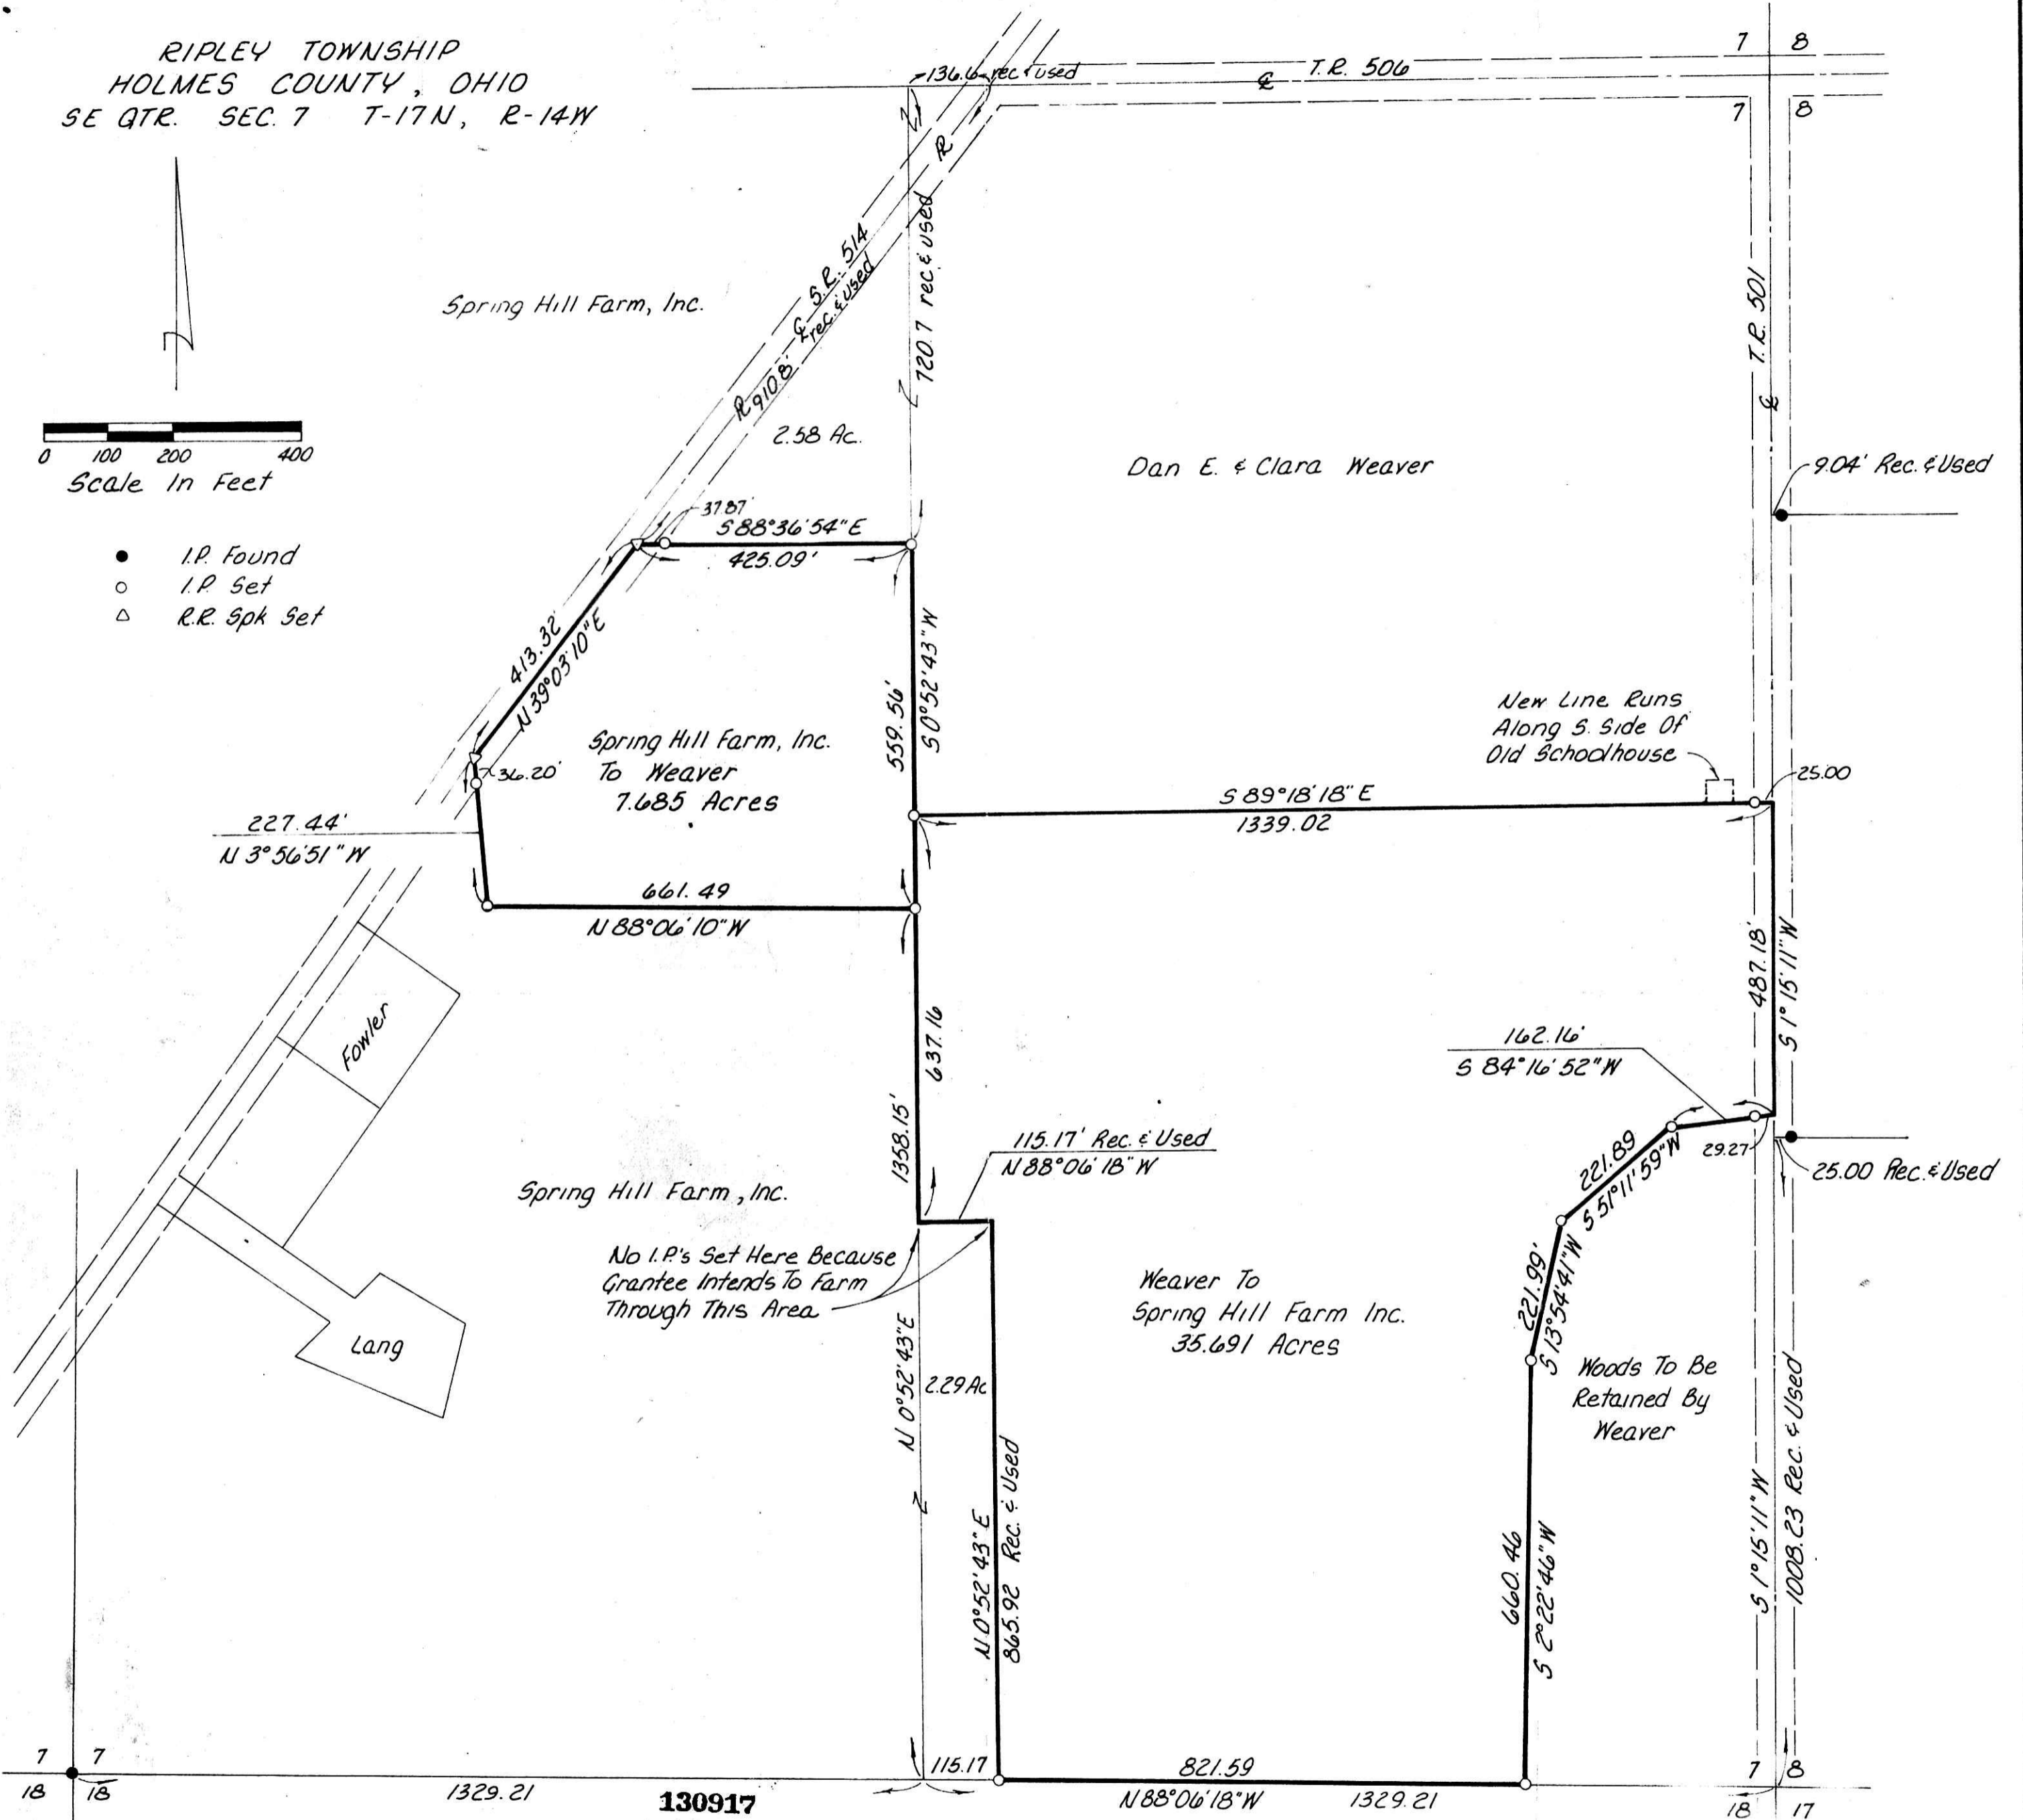 RIPLEY TOWNSHIP
HOLMES COUNTY, OHIO
SE QTR. SEC. 7 T-17N, R-14W
0 100 200 400
Scale In Feet
I.P. Found
I.P. Set
R.R. Spk Set
136.6 rec & used
℄ T.R. 506
7 8
7 8
Spring Hill Farm, Inc.
℄ S.R. 514
910.8' rec. & used
720.7 rec. & used
2.58 Ac.
Dan E. & Clara Weaver
T.R. 501
℄
9.04' Rec. & Used
37.87'
S 88°36'54" E
425.09'
413.32'
N 39°03'10" E
559.56'
S 0°52'43" W
Spring Hill Farm, Inc.
To Weaver
7.685 Acres
36.20'
227.44'
N 3°56'51" W
661.49
N 88°06'10" W
New Line Runs
Along S. Side Of
Old Schoolhouse
25.00
S 89°18'18" E
1339.02
487.18'
S 1°15'11" W
162.16'
S 84°16'52" W
29.27
25.00 Rec. & Used
221.89
S 51°11'59" W
221.99'
S 13°54'41" W
Fowler
Lang
637.16
1358.15'
115.17' Rec. & Used
N 88°06'18" W
Spring Hill Farm, Inc.
No I.P.'s Set Here Because
Grantee Intends To Farm
Through This Area
Weaver To
Spring Hill Farm Inc.
35.691 Acres
Woods To Be
Retained By
Weaver
N 0°52'43" E
2.29 Ac
N 0°52'43" E
865.92 Rec. & Used
660.46
S 2°22'46" W
S 1°15'11" W
1008.23 Rec. & Used
7 7
18 18
1329.21
130917
115.17
821.59
N 88°06'18" W
1329.21
7 8
18 17